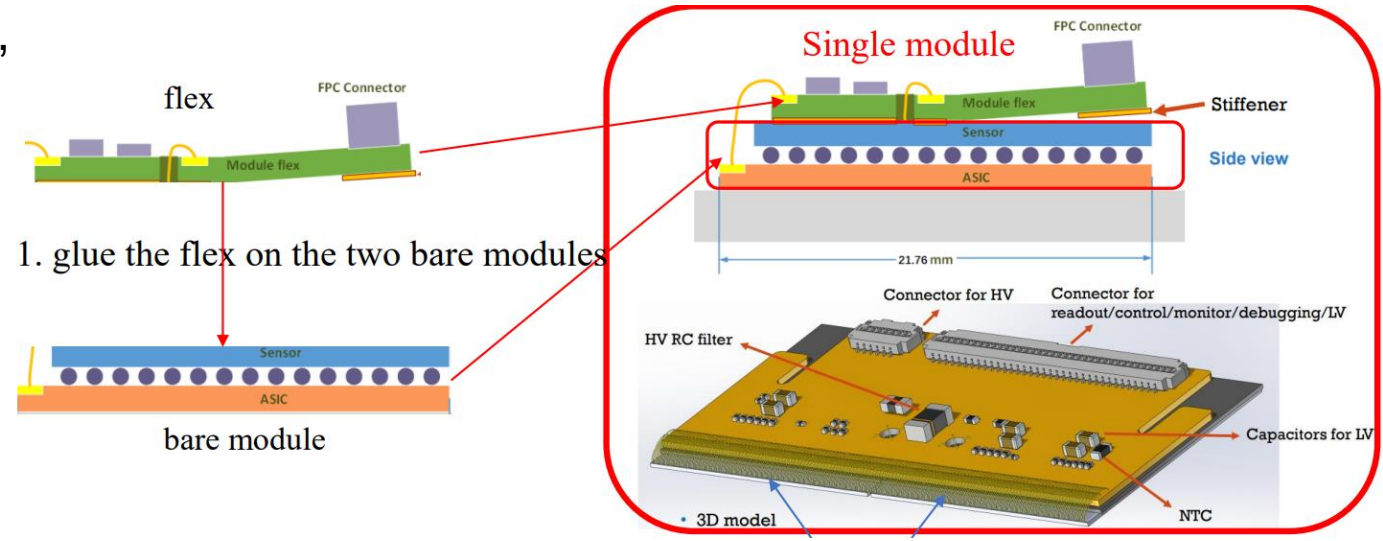 ,
flex
FPC Connector
Module flex
1. glue the flex on the two bare modules
Sensor
ASIC
bare module
Single module
FPC Connector
Module flex
Stiffener
Sensor
Side view
ASIC
21.76 mm
Connector for HV
Connector for
readout/control/monitor/debugging/LV
HV RC filter
Capacitors for LV
NTC
• 3D model